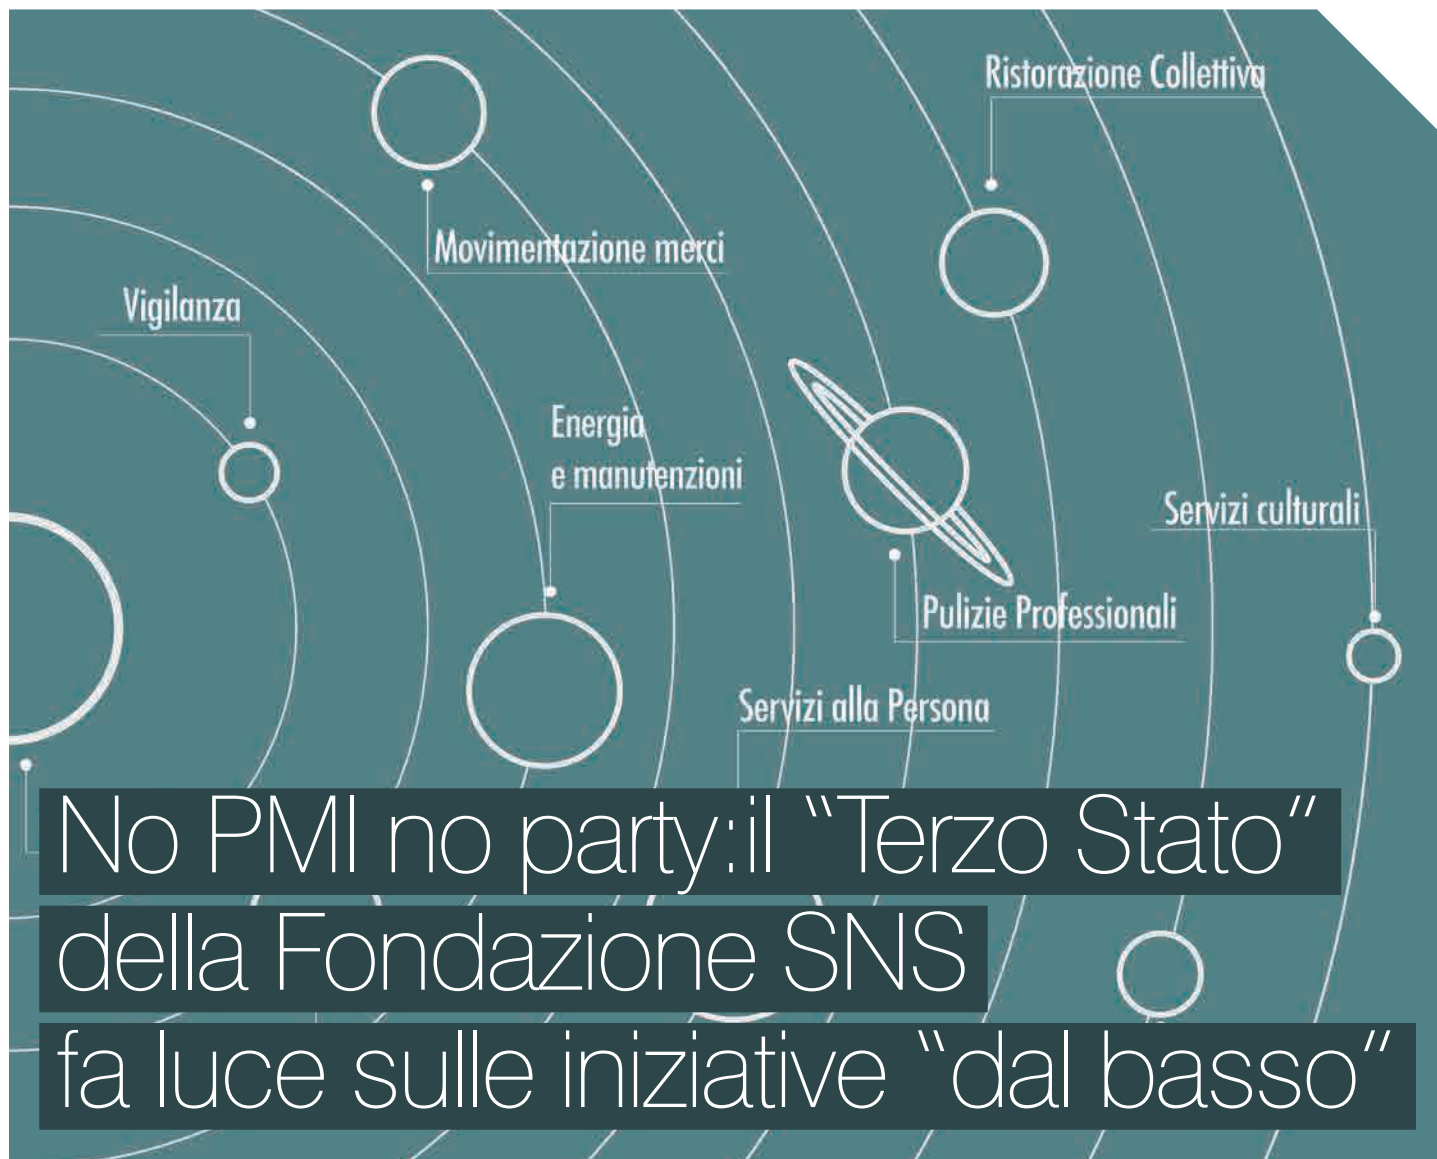 Ristorazione Collettiva
Movimentazione merci
Vigilanza
Energia
e manutenzioni
Servizi culturali
Pulizie Professionali
Servizi alla Persona
No PMI no party:il “Terzo Stato”
della Fondazione SNS
fa luce sulle iniziative “dal basso”